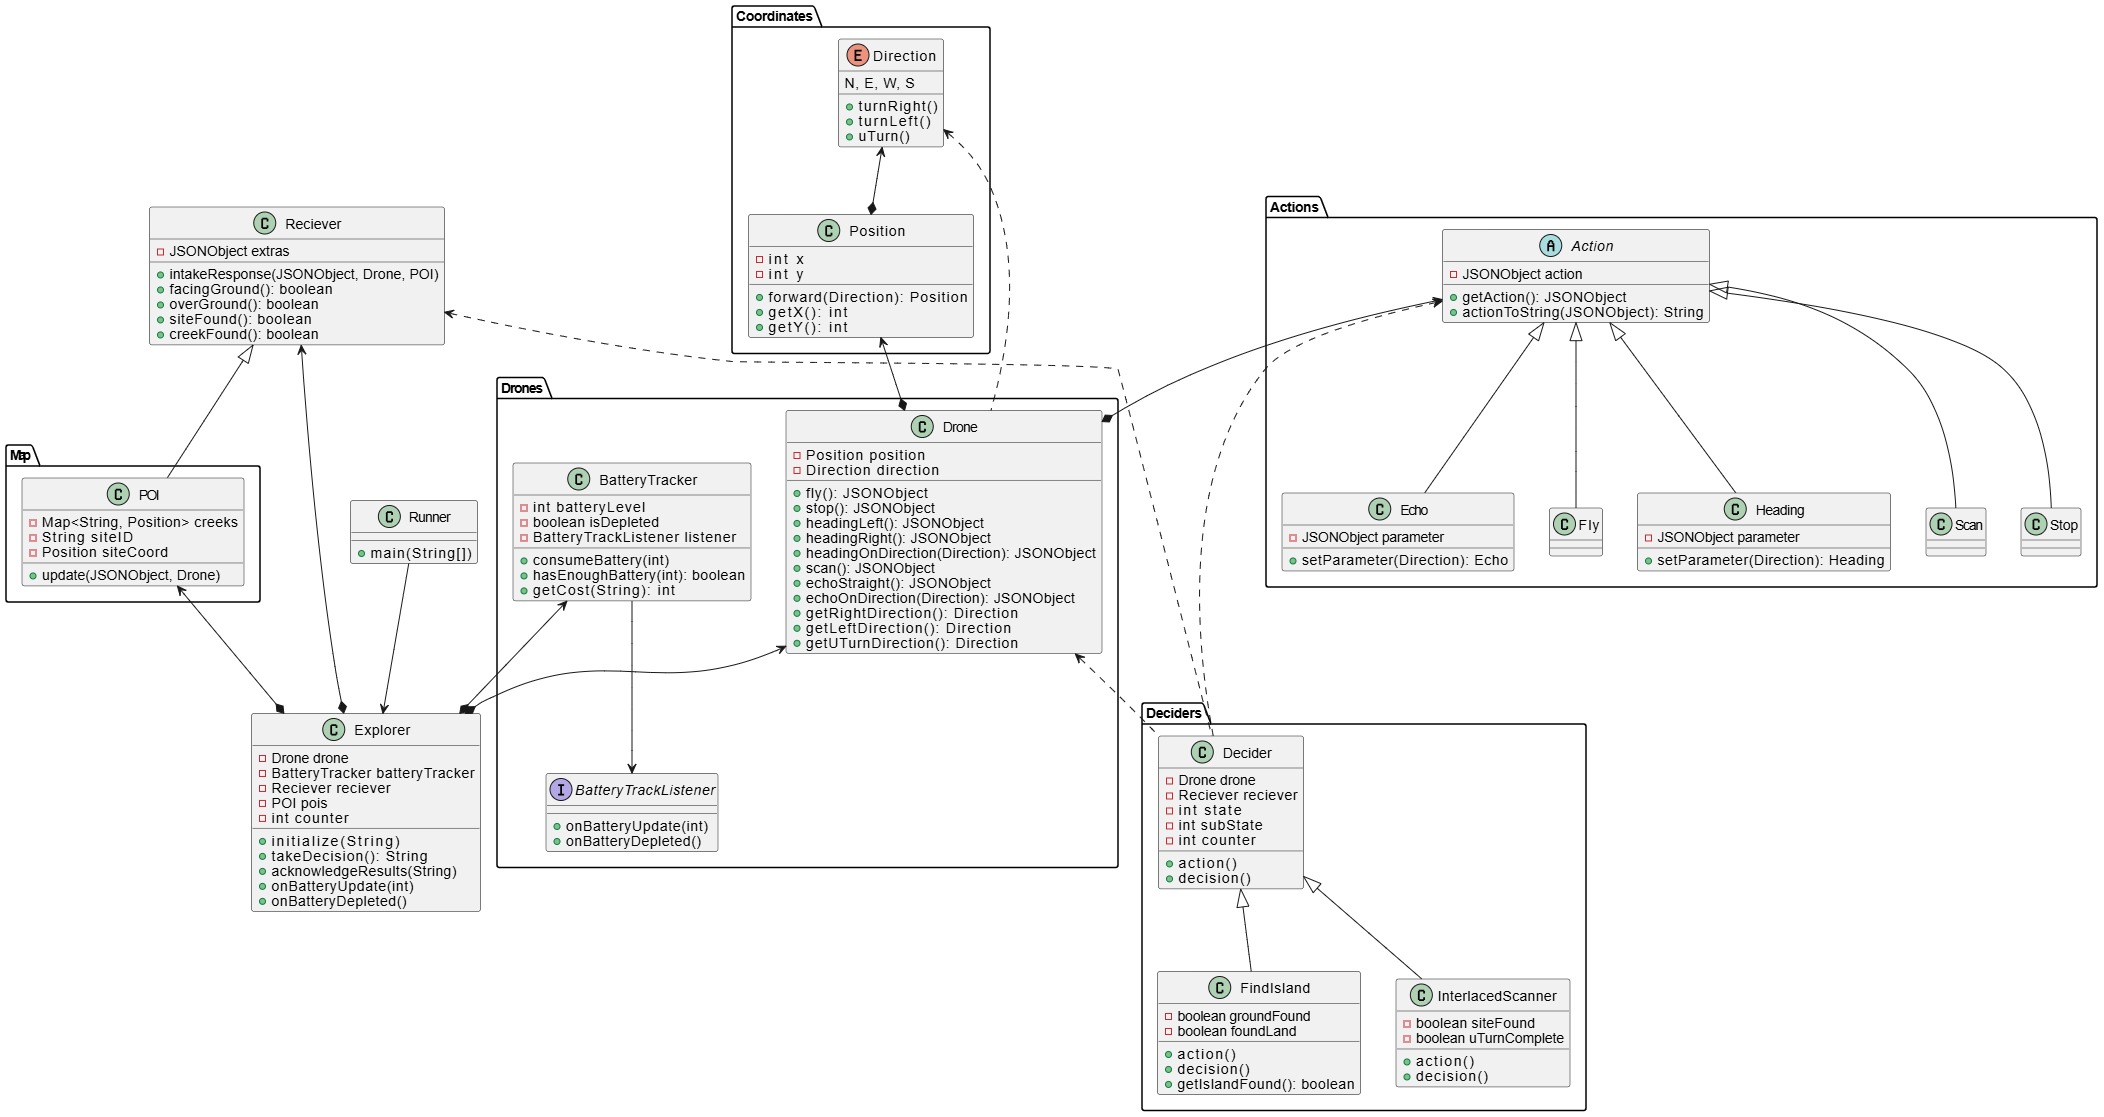 Coordinates
E Direction
N, E, W, S
turnRight()
turnLeft()
uTurn()
C Position
int x
int y
forward(Direction): Position
getX(): int
getY(): int
C Reciever
JSONObject extras
intakeResponse(JSONObject, Drone, POI)
facingGround(): boolean
overGround(): boolean
siteFound(): boolean
creekFound(): boolean
Actions
A Action
JSONObject action
getAction(): JSONObject
actionToString(JSONObject): String
C Echo
JSONObject parameter
setParameter(Direction): Echo
C Fly
C Heading
JSONObject parameter
setParameter(Direction): Heading
C Scan
C Stop
Map
C POI
Map<String, Position> creeks
String siteID
Position siteCoord
update(JSONObject, Drone)
C Runner
main(String[])
Drones
C BatteryTracker
int batteryLevel
boolean isDepleted
BatteryTrackListener listener
consumeBattery(int)
hasEnoughBattery(int): boolean
getCost(String): int
C Drone
Position position
Direction direction
fly(): JSONObject
stop(): JSONObject
headingLeft(): JSONObject
headingRight(): JSONObject
headingOnDirection(Direction): JSONObject
scan(): JSONObject
echoStraight(): JSONObject
echoOnDirection(Direction): JSONObject
getRightDirection(): Direction
getLeftDirection(): Direction
getUTurnDirection(): Direction
I BatteryTrackListener
onBatteryUpdate(int)
onBatteryDepleted()
C Explorer
Drone drone
BatteryTracker batteryTracker
Reciever reciever
POI pois
int counter
initialize(String)
takeDecision(): String
acknowledgeResults(String)
onBatteryUpdate(int)
onBatteryDepleted()
Deciders
C Decider
Drone drone
Reciever reciever
int state
int subState
int counter
action()
decision()
C FindIsland
boolean groundFound
boolean foundLand
action()
decision()
getIslandFound(): boolean
C InterlacedScanner
boolean siteFound
boolean uTurnComplete
action()
decision()